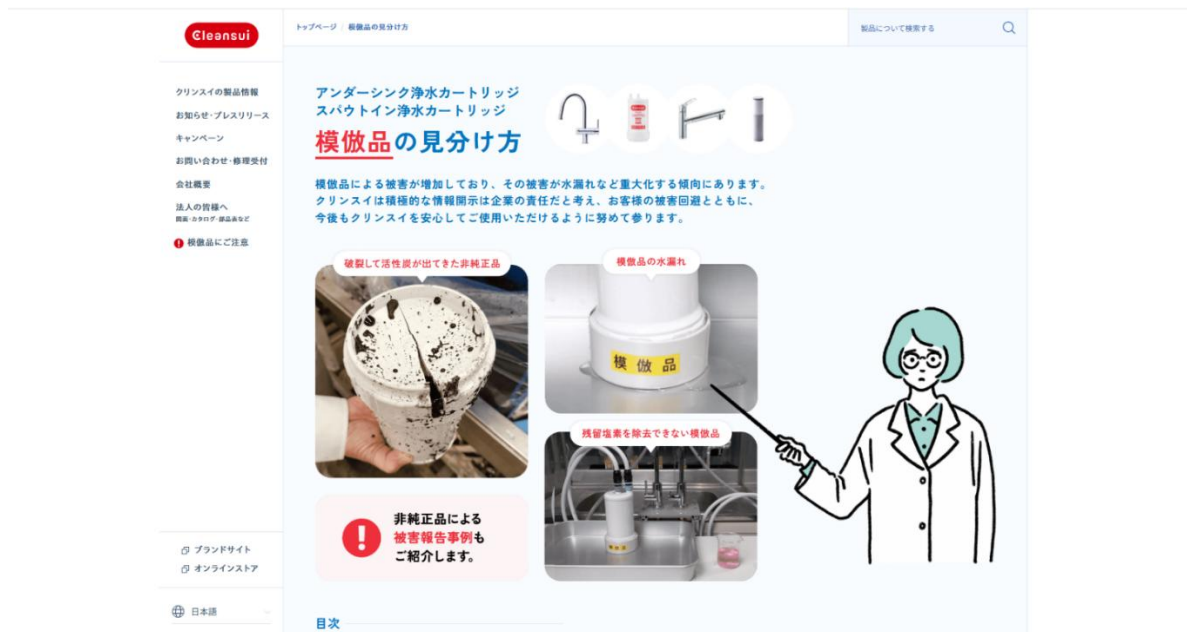 Cleansui
トップページ / 模倣品の見分け方
製品について検索する
クリンスイの製品情報
お知らせ・プレスリリース
キャンペーン
お問い合わせ・修理受付
会社概要
法人の皆様へ
図面・カタログ・部品表など
模倣品にご注意
アンダーシンク浄水カートリッジ
スパウトイン浄水カートリッジ
模倣品の見分け方
模倣品による被害が増加しており、その被害が水漏れなど重大化する傾向にあります。
クリンスイは積極的な情報開示は企業の責任だと考え、お客様の被害回避とともに、
今後もクリンスイを安心してご使用いただけるように努めて参ります。
破裂して活性炭が出てきた非純正品
模倣品の水漏れ
模倣品
残留塩素を除去できない模倣品
模倣品
非純正品による
被害報告事例も
ご紹介します。
ブランドサイト
オンラインストア
日本語
目次